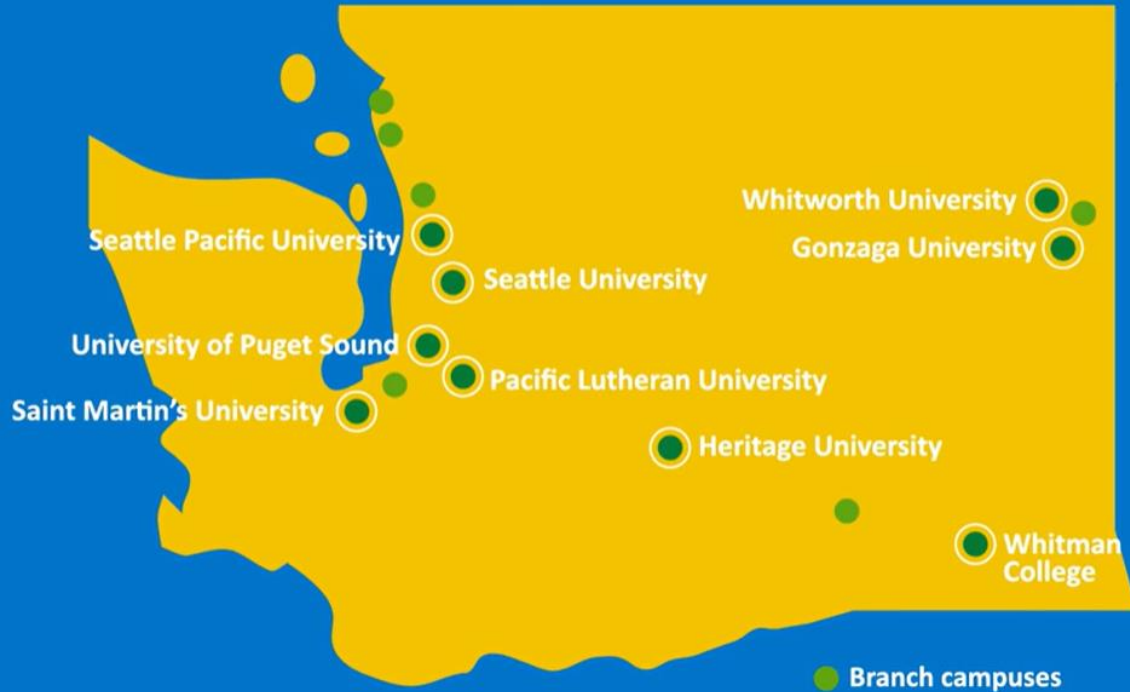 Whitworth University
Seattle Pacific University
Gonzaga University
Seattle University
University of Puget Sound
Pacific Lutheran University
Saint Martin's University
Heritage University
Whitman
College
Branch campuses